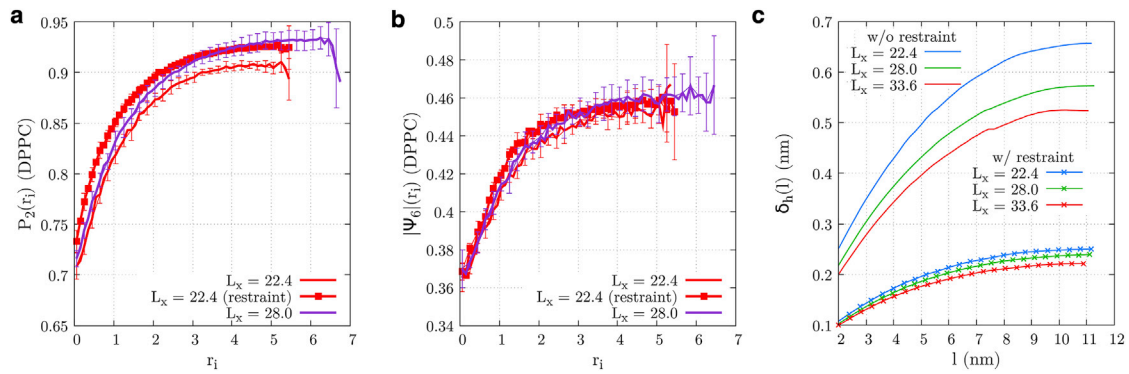 a
P₂(rᵢ) (DPPC)
0.95
0.9
0.85
0.8
0.75
0.7
0.65
0 1 2 3 4 5 6 7
rᵢ
Lₓ = 22.4
Lₓ = 22.4 (restraint)
Lₓ = 28.0
b
|Ψ₆|(rᵢ) (DPPC)
0.5
0.48
0.46
0.44
0.42
0.4
0.38
0.36
0.34
0 1 2 3 4 5 6 7
rᵢ
Lₓ = 22.4
Lₓ = 22.4 (restraint)
Lₓ = 28.0
c
δₕ(l) (nm)
0.7
0.6
0.5
0.4
0.3
0.2
0.1
2 3 4 5 6 7 8 9 10 11 12
l (nm)
w/o restraint
Lₓ = 22.4
Lₓ = 28.0
Lₓ = 33.6
w/ restraint
Lₓ = 22.4
Lₓ = 28.0
Lₓ = 33.6